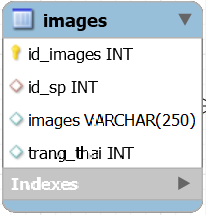 images
id_images INT
id_sp INT
images VARCHAR(250)
trang_thai INT
Indexes